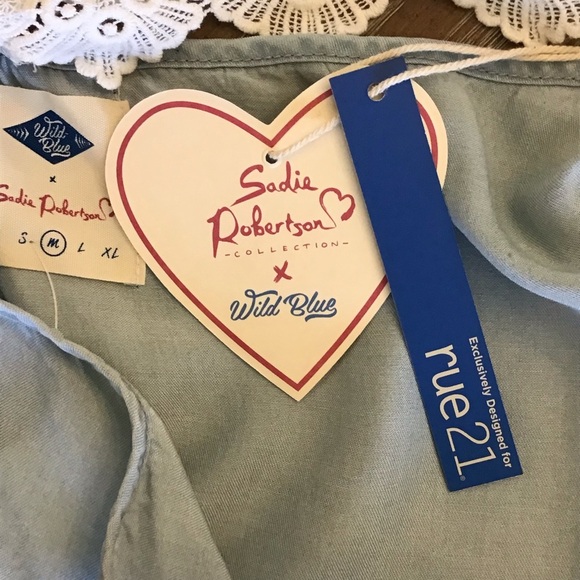 Wild
Blue
x
Sadie Robertson
S M L XL
Sadie
Robertson
-COLLECTION-
x
Wild Blue
Exclusively Designed for
rue21®